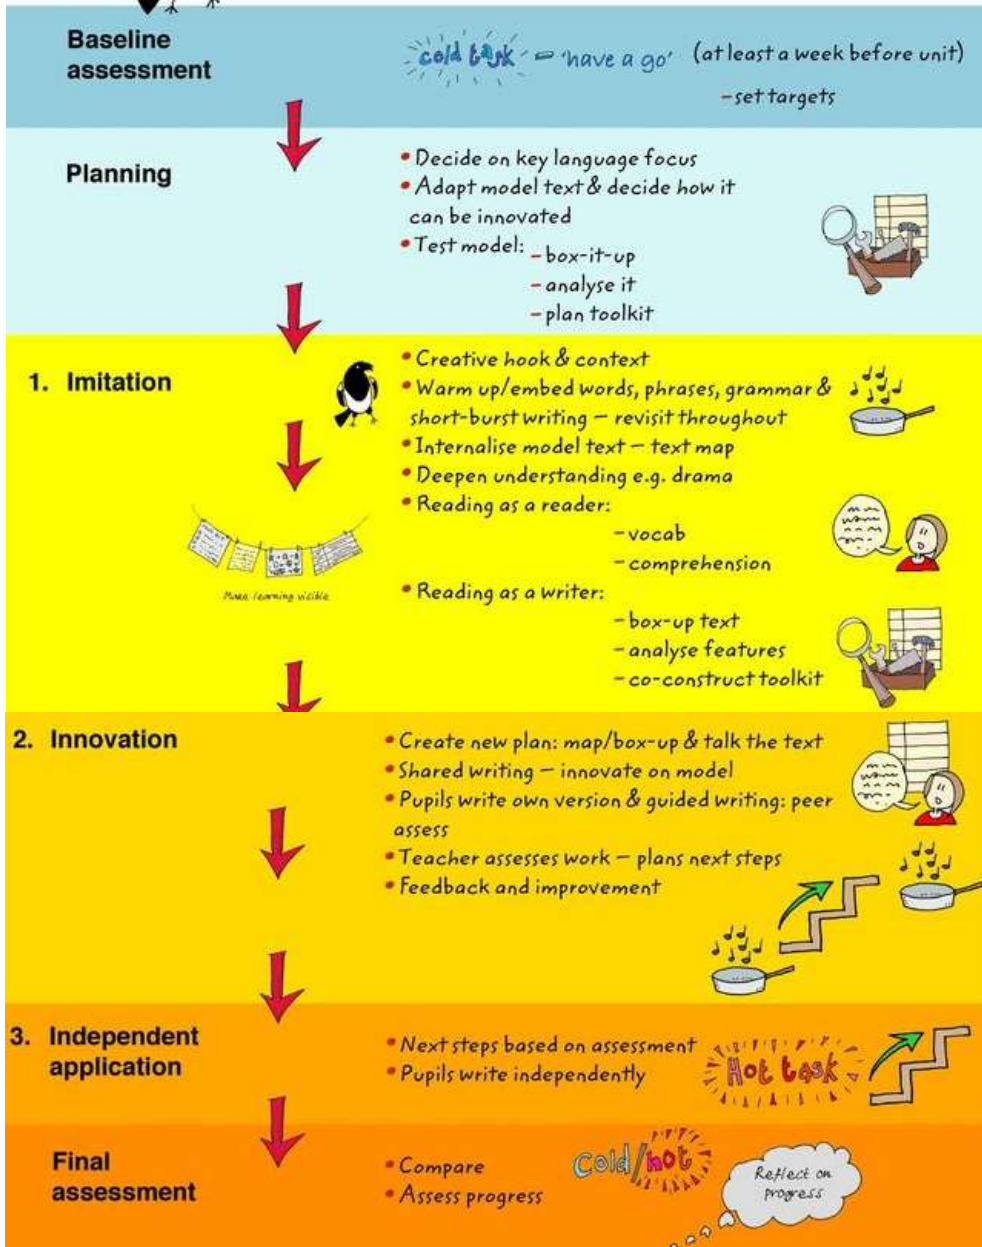 Baseline
assessment
cold task – 'have a go' (at least a week before unit)
– set targets
Planning
• Decide on key language focus
• Adapt model text & decide how it
can be innovated
• Test model: – box-it-up
– analyse it
– plan toolkit
1. Imitation
• Creative hook & context
• Warm up/embed words, phrases, grammar &
short-burst writing – revisit throughout
• Internalise model text – text map
• Deepen understanding e.g. drama
• Reading as a reader:
– vocab
– comprehension
Make learning visible
• Reading as a writer:
– box-up text
– analyse features
– co-construct toolkit
2. Innovation
• Create new plan: map/box-up & talk the text
• Shared writing – innovate on model
• Pupils write own version & guided writing: peer
assess
• Teacher assesses work – plans next steps
• Feedback and improvement
3. Independent
application
• Next steps based on assessment
• Pupils write independently
Hot task
Final
assessment
• Compare
• Assess progress
Cold/hot
Reflect on
progress